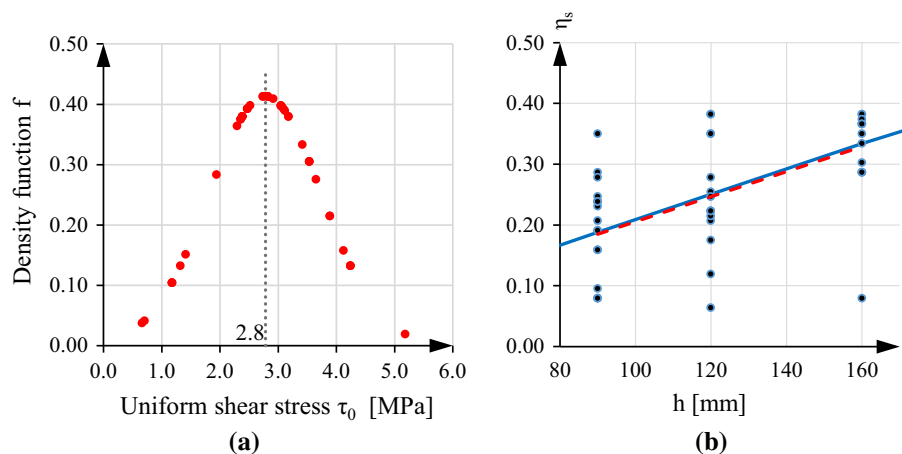 0.50
0.40
0.30
0.20
0.10
0.00
Density function f
2.8
0.0 1.0 2.0 3.0 4.0 5.0 6.0
Uniform shear stress τ₀ [MPa]
(a)
ηₛ
0.50
0.40
0.30
0.20
0.10
0.00
80 100 120 140 160
h [mm]
(b)